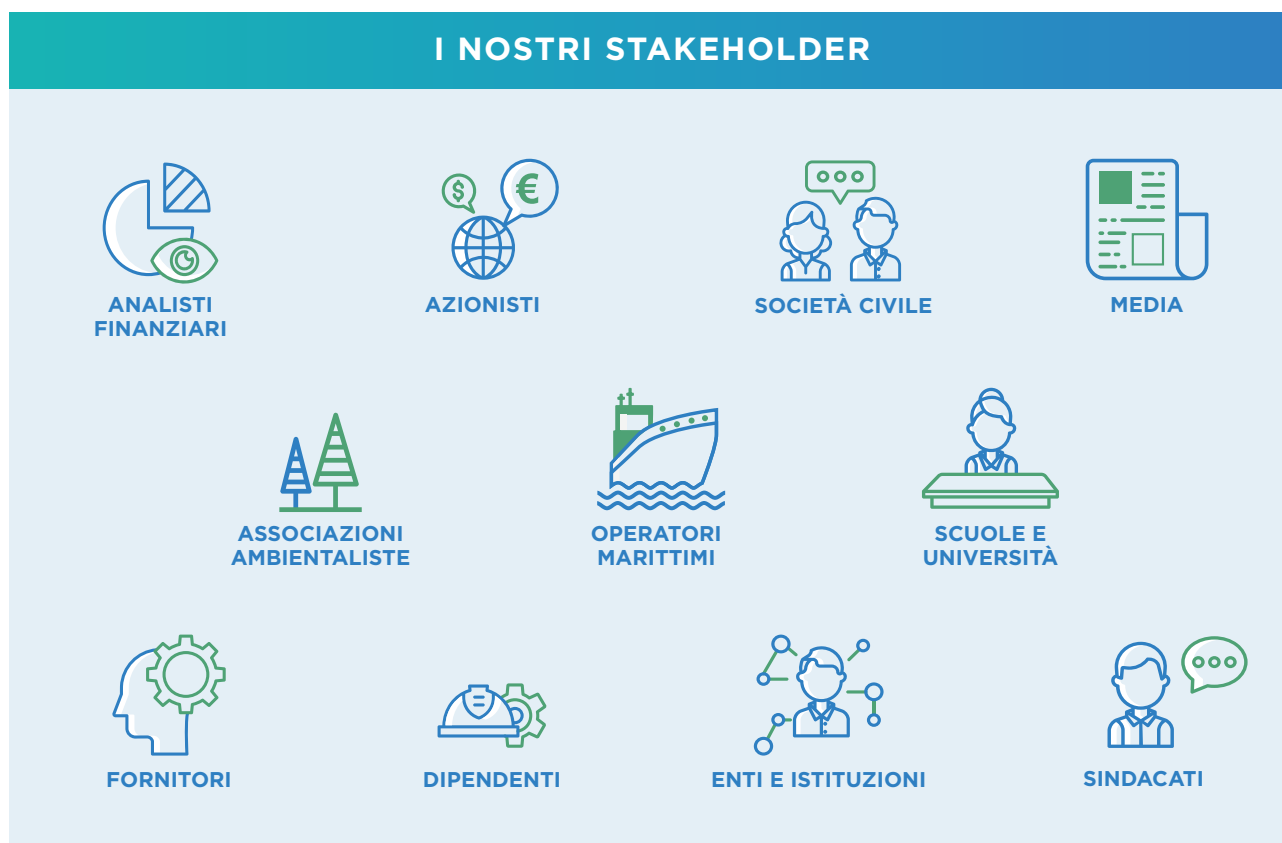 I NOSTRI STAKEHOLDER
$
€
ANALISTI
FINANZIARI
AZIONISTI
SOCIETÀ CIVILE
MEDIA
ASSOCIAZIONI
AMBIENTALISTE
OPERATORI
MARITTIMI
SCUOLE E
UNIVERSITÀ
FORNITORI
DIPENDENTI
ENTI E ISTITUZIONI
SINDACATI